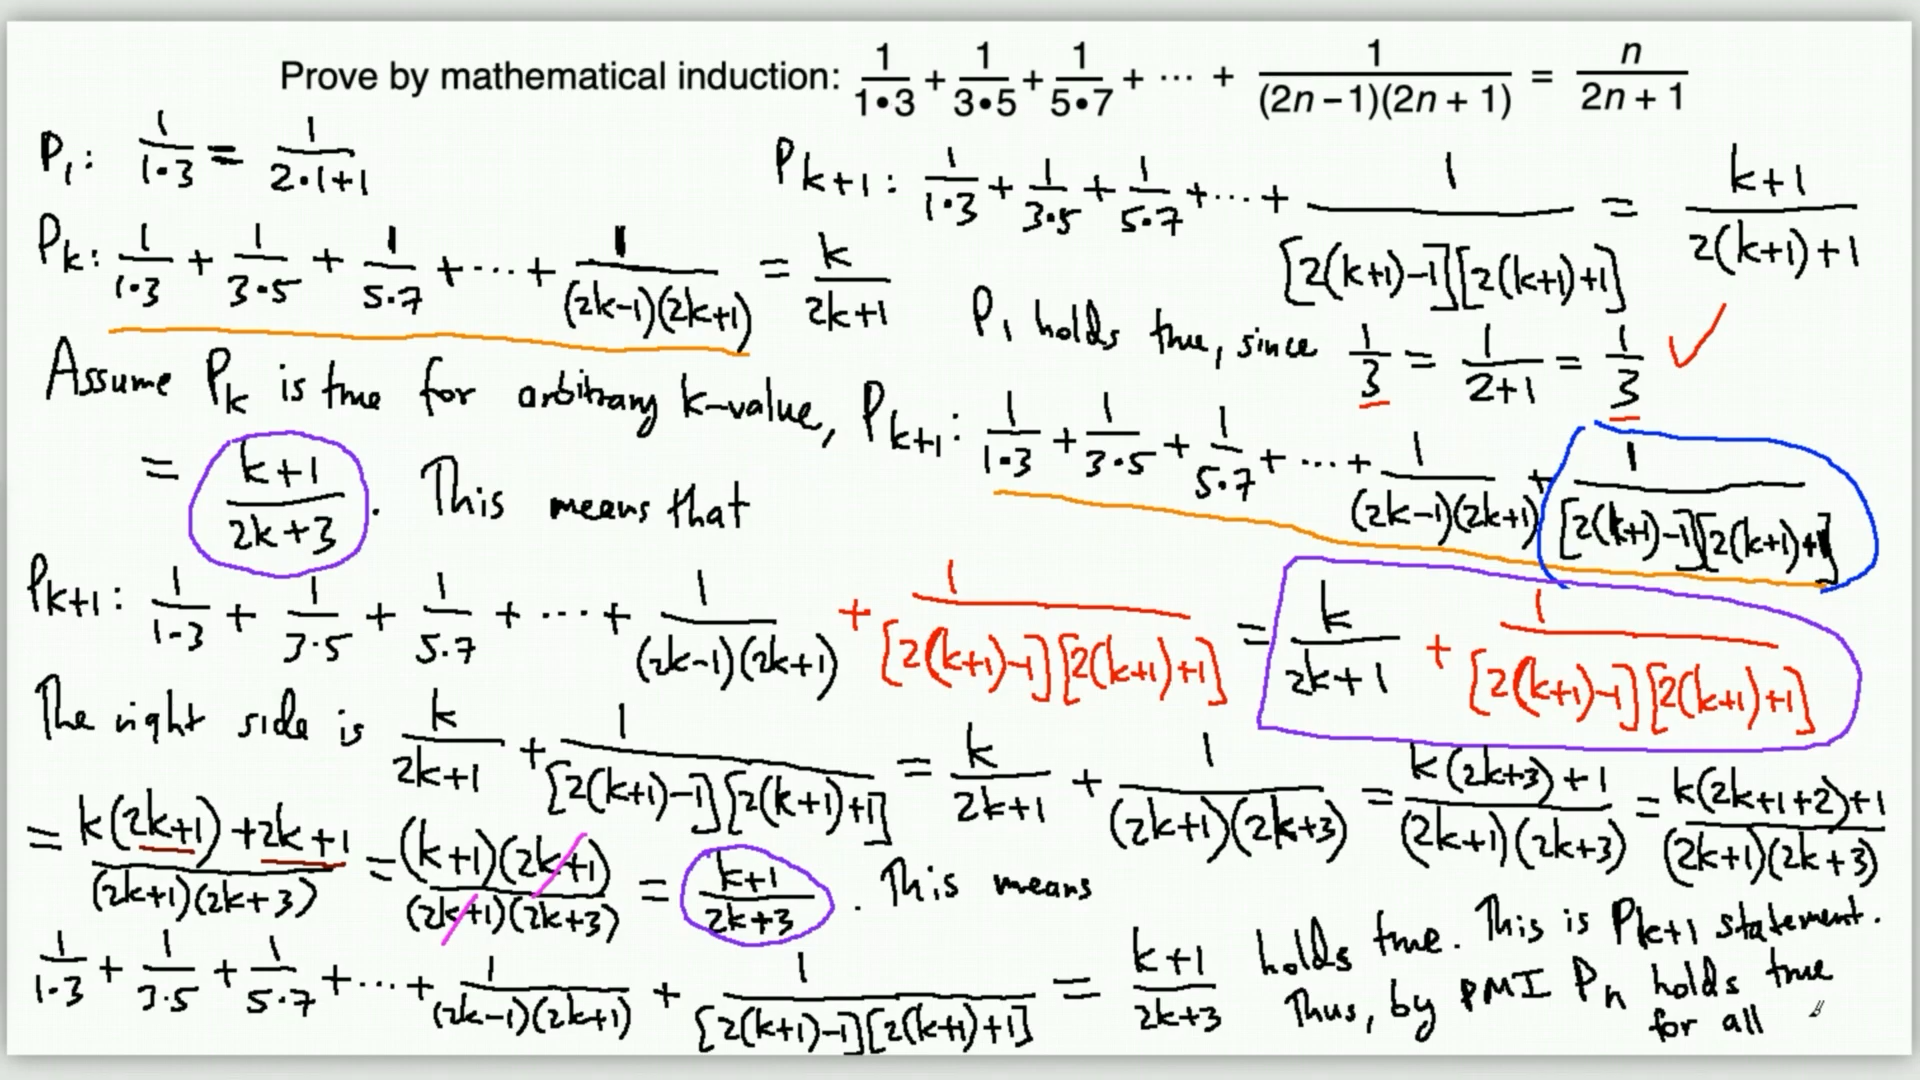 Prove by mathematical induction: 1/(1•3) + 1/(3•5) + 1/(5•7) + ··· + 1/((2n−1)(2n+1)) = n/(2n+1)
P₁: 1/(1·3) = 1/(2·1+1)
P_{k+1}: 1/(1·3) + 1/(3·5) + 1/(5·7) + ··· + 1/([2(k+1)−1][2(k+1)+1]) = (k+1)/(2(k+1)+1)
P_k: 1/(1·3) + 1/(3·5) + 1/(5·7) + ··· + 1/((2k−1)(2k+1)) = k/(2k+1)
P₁ holds true, since 1/3 = 1/(2+1) = 1/3 ✓
Assume P_k is true for arbitrary k-value, P_{k+1}: 1/(1·3) + 1/(3·5) + 1/(5·7) + ··· + 1/((2k−1)(2k+1)) + 1/([2(k+1)−1][2(k+1)+1])
= (k+1)/(2k+3). This means that
P_{k+1}: 1/(1·3) + 1/(3·5) + 1/(5·7) + ··· + 1/((2k−1)(2k+1)) + 1/([2(k+1)−1][2(k+1)+1]) = k/(2k+1) + 1/([2(k+1)−1][2(k+1)+1])
The right side is k/(2k+1) + 1/([2(k+1)−1][2(k+1)+1]) = k/(2k+1) + 1/((2k+1)(2k+3)) = (k(2k+3)+1)/((2k+1)(2k+3)) = (k(2k+1+2)+1)/((2k+1)(2k+3))
= (k(2k+1)+2k+1)/((2k+1)(2k+3)) = ((k+1)(2k+1))/((2k+1)(2k+3)) = (k+1)/(2k+3). This means
1/(1·3) + 1/(3·5) + 1/(5·7) + ··· + 1/((2k−1)(2k+1)) + 1/([2(k+1)−1][2(k+1)+1]) = (k+1)/(2k+3) holds true. This is P_{k+1} statement.
Thus, by PMI P_n holds true
for all